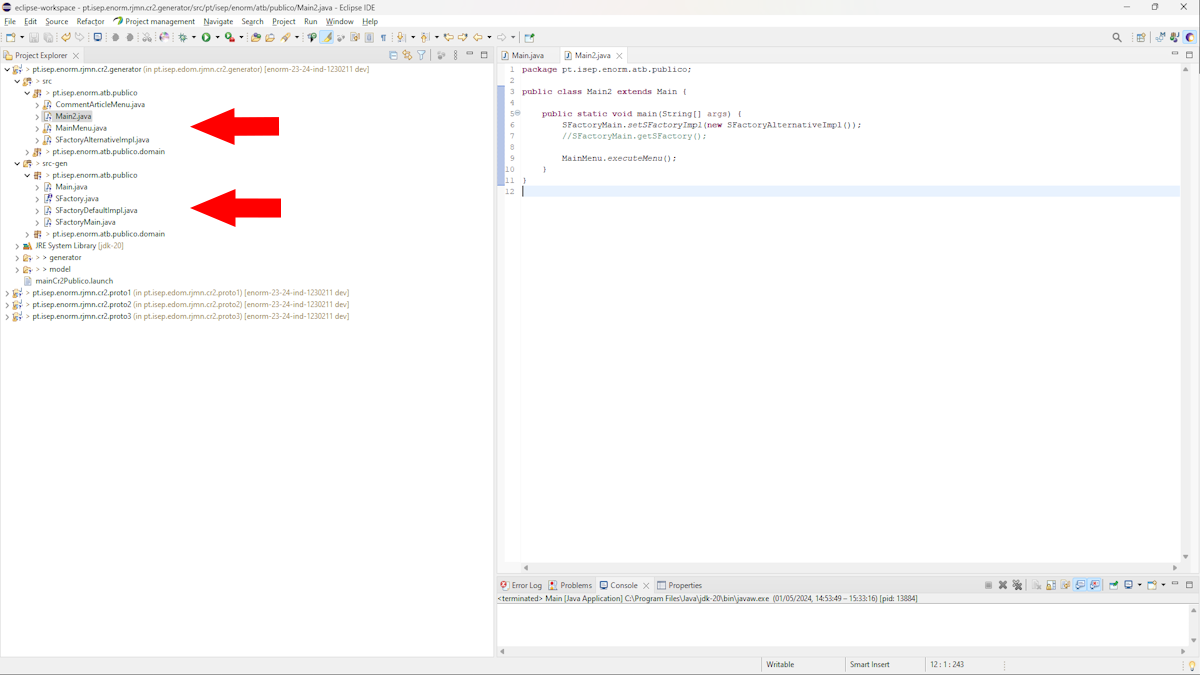 eclipse-workspace - pt.isep.enorm.rjmn.cr2.generator/src/pt/isep/enorm/atb/publico/Main2.java - Eclipse IDE
File Edit Source Refactor Project management Navigate Search Project Run Window Help
Project Explorer
> pt.isep.enorm.rjmn.cr2.generator (in pt.isep.edom.rjmn.cr2.generator) [enorm-23-24-ind-1230211 dev]
> src
> pt.isep.enorm.atb.publico
CommentArticleMenu.java
Main2.java
MainMenu.java
SFactoryAlternativeImpl.java
> pt.isep.enorm.atb.publico.domain
> src-gen
> pt.isep.enorm.atb.publico
Main.java
SFactory.java
SFactoryDefaultImpl.java
SFactoryMain.java
> pt.isep.enorm.atb.publico.domain
JRE System Library [jdk-20]
> > generator
> > model
mainCr2Publico.launch
> pt.isep.enorm.rjmn.cr2.proto1 (in pt.isep.edom.rjmn.cr2.proto1) [enorm-23-24-ind-1230211 dev]
> pt.isep.enorm.rjmn.cr2.proto2 (in pt.isep.edom.rjmn.cr2.proto2) [enorm-23-24-ind-1230211 dev]
> pt.isep.enorm.rjmn.cr2.proto3 (in pt.isep.edom.rjmn.cr2.proto3) [enorm-23-24-ind-1230211 dev]
Main.java Main2.java
1 package pt.isep.enorm.atb.publico;
2
3 public class Main2 extends Main {
4
5 public static void main(String[] args) {
6 SFactoryMain.setSFactoryImpl(new SFactoryAlternativeImpl());
7 //SFactoryMain.getSFactory();
8
9 MainMenu.executeMenu();
10 }
11 }
12
Error Log Problems Console Properties
<terminated> Main [Java Application] C:\Program Files\Java\jdk-20\bin\javaw.exe (01/05/2024, 14:53:49 – 15:33:16) [pid: 13884]
Writable Smart Insert 12 : 1 : 243